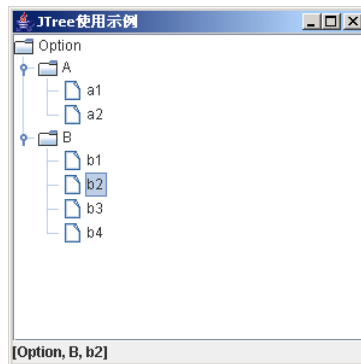 JTree使用示例
Option
A
a1
a2
B
b1
b2
b3
b4
[Option, B, b2]